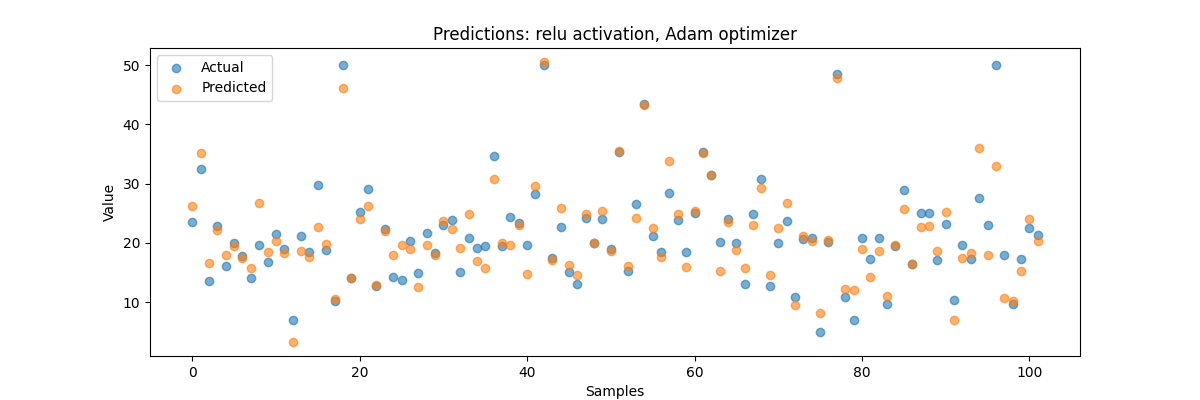 Predictions: relu activation, Adam optimizer
Actual
Predicted
50
40
30
20
10
Value
0 20 40 60 80 100
Samples